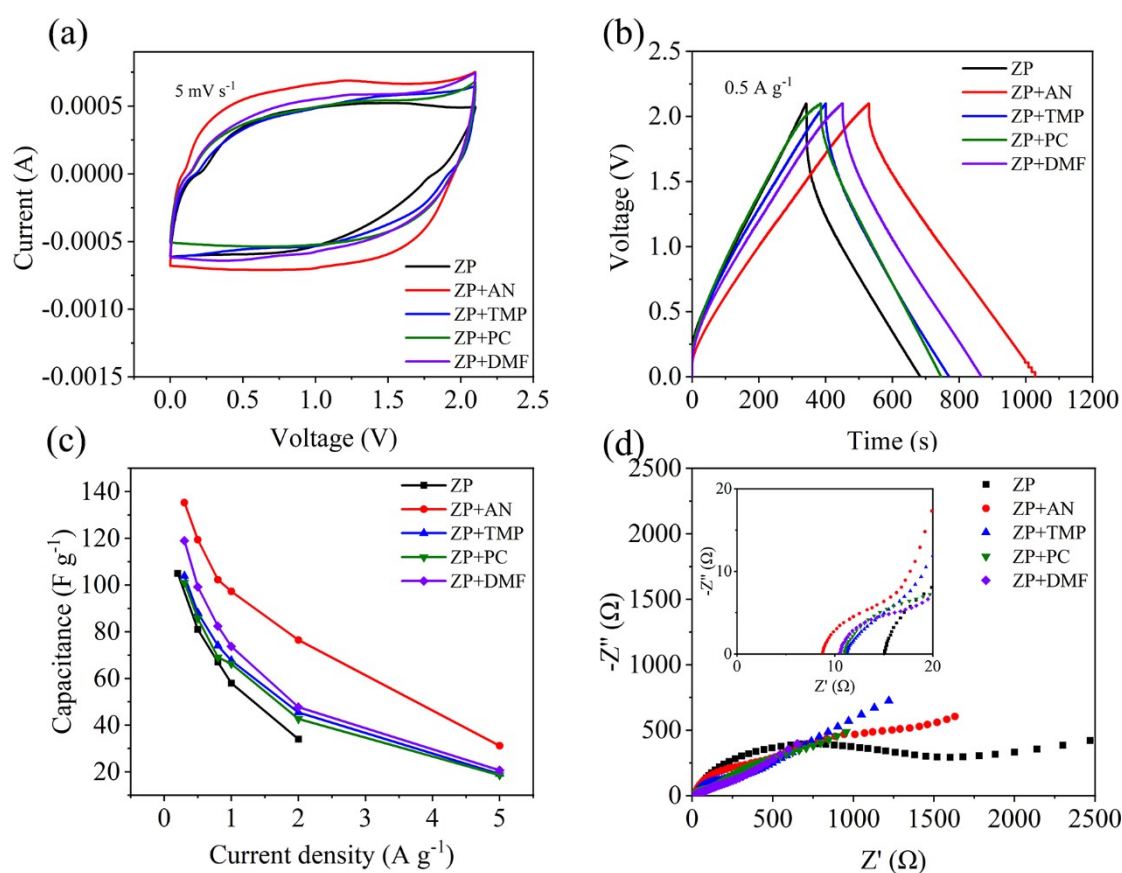 (a)
5 mV s⁻¹
0.0005
0.0000
-0.0005
-0.0010
-0.0015
Current (A)
ZP
ZP+AN
ZP+TMP
ZP+PC
ZP+DMF
0.0 0.5 1.0 1.5 2.0 2.5
Voltage (V)
(b)
0.5 A g⁻¹
2.5
2.0
1.5
1.0
0.5
0.0
Voltage (V)
ZP
ZP+AN
ZP+TMP
ZP+PC
ZP+DMF
0 200 400 600 800 1000 1200
Time (s)
(c)
140
120
100
80
60
40
20
Capacitance (F g⁻¹)
ZP
ZP+AN
ZP+TMP
ZP+PC
ZP+DMF
0 1 2 3 4 5
Current density (A g⁻¹)
(d)
2500
2000
1500
1000
500
0
-Z'' (Ω)
20
10
0
-Z'' (Ω)
0 10 20
Z' (Ω)
ZP
ZP+AN
ZP+TMP
ZP+PC
ZP+DMF
0 500 1000 1500 2000 2500
Z' (Ω)